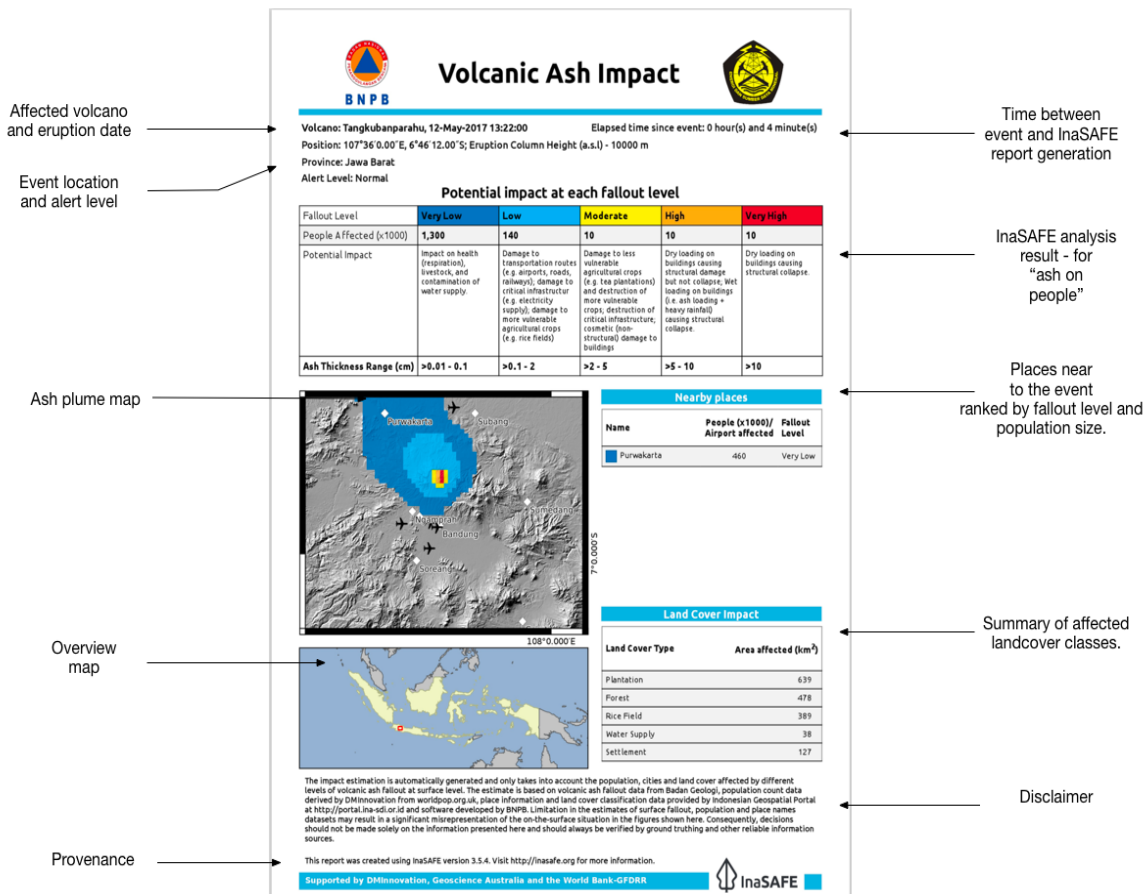 BNPB
Volcanic Ash Impact
Affected volcano
and eruption date
Volcano: Tangkubanparahu, 12-May-2017 13:22:00
Elapsed time since event: 0 hour(s) and 4 minute(s)
Time between
event and InaSAFE
report generation
Position: 107°36´0.00˝E, 6°46´12.00˝S; Eruption Column Height (a.s.l) - 10000 m
Province: Jawa Barat
Alert Level: Normal
Event location
and alert level
Potential impact at each fallout level
Fallout Level
Very Low
Low
Moderate
High
Very High
People Affected (x1000)
1,300
140
10
10
10
Potential Impact
Impact on health
(respiration),
livestock, and
contamination of
water supply.
Damage to
transportation routes
(e.g. airports, roads,
railways); damage to
critical infrastructur
(e.g. electricity
supply); damage to
more vulnerable
agricultural crops
(e.g. rice fields)
Damage to less
vulnerable
agricultural crops
(e.g. tea plantations)
and destruction of
more vulnerable
crops; destruction of
critical infrastructure;
cosmetic (non-
structural) damage to
buildings
Dry loading on
buildings causing
structural damage
but not collapse; Wet
loading on buildings
(i.e. ash loading +
heavy rainfall)
causing structural
collapse.
Dry loading on
buildings causing
structural collapse.
InaSAFE analysis
result - for
“ash on
people”
Ash Thickness Range (cm)
>0.01 - 0.1
>0.1 - 2
>2 - 5
>5 - 10
>10
Ash plume map
Purwakarta
Subang
Sumedang
Ngamprah
Bandung
Soreang
7°0.000'S
108°0.000'E
Nearby places
Name
People (x1000)/
Airport affected
Fallout
Level
Purwakarta
460
Very Low
Places near
to the event
ranked by fallout level and
population size.
Land Cover Impact
Land Cover Type
Area affected (km²)
Plantation
639
Forest
478
Rice Field
389
Water Supply
38
Settlement
127
Summary of affected
landcover classes.
Overview
map
The impact estimation is automatically generated and only takes into account the population, cities and land cover affected by different
levels of volcanic ash fallout at surface level. The estimate is based on volcanic ash fallout data from Badan Geologi, population count data
derived by DMInnovation from worldpop.org.uk, place information and land cover classification data provided by Indonesian Geospatial Portal
at http://portal.ina-sdi.or.id and software developed by BNPB. Limitation in the estimates of surface fallout, population and place names
datasets may result in a significant misrepresentation of the on-the-surface situation in the figures shown here. Consequently, decisions
should not be made solely on the information presented here and should always be verified by ground truthing and other reliable information
sources.
Disclaimer
Provenance
This report was created using InaSAFE version 3.5.4. Visit http://inasafe.org for more information.
Supported by DMInnovation, Geoscience Australia and the World Bank-GFDRR
InaSAFE